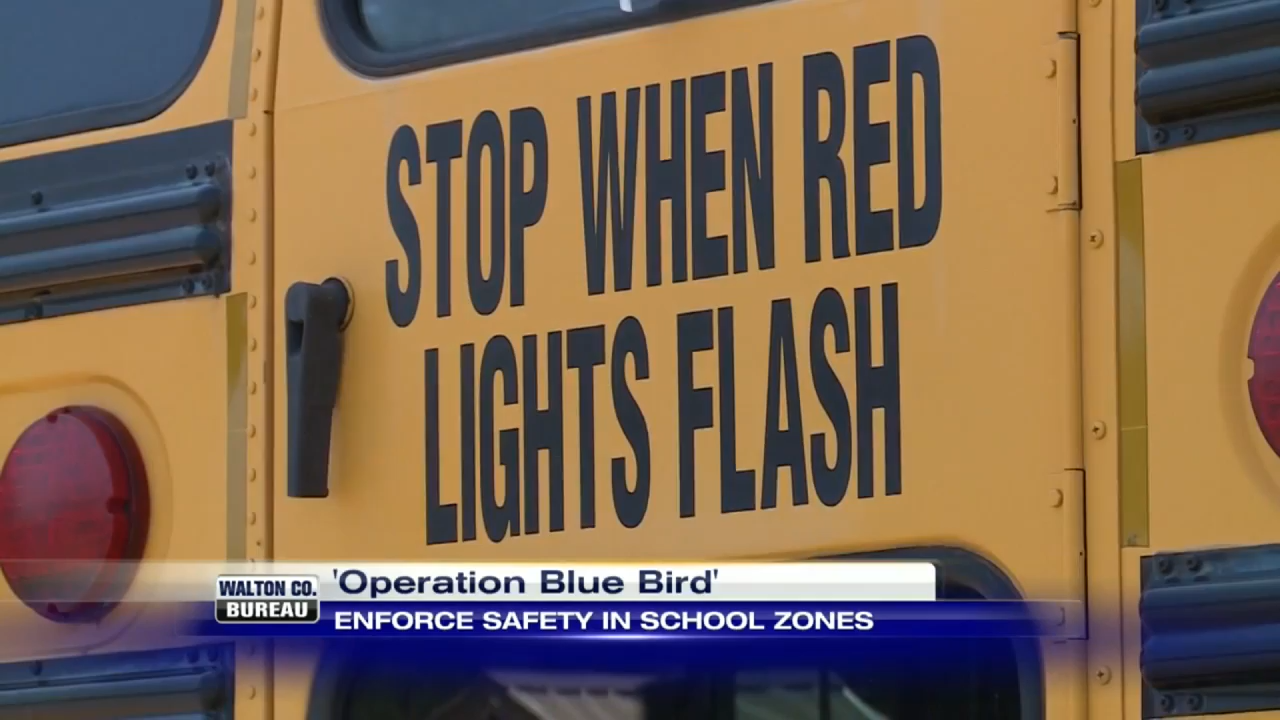 STOP WHEN RED
LIGHTS FLASH
WALTON CO.
BUREAU
'Operation Blue Bird'
ENFORCE SAFETY IN SCHOOL ZONES